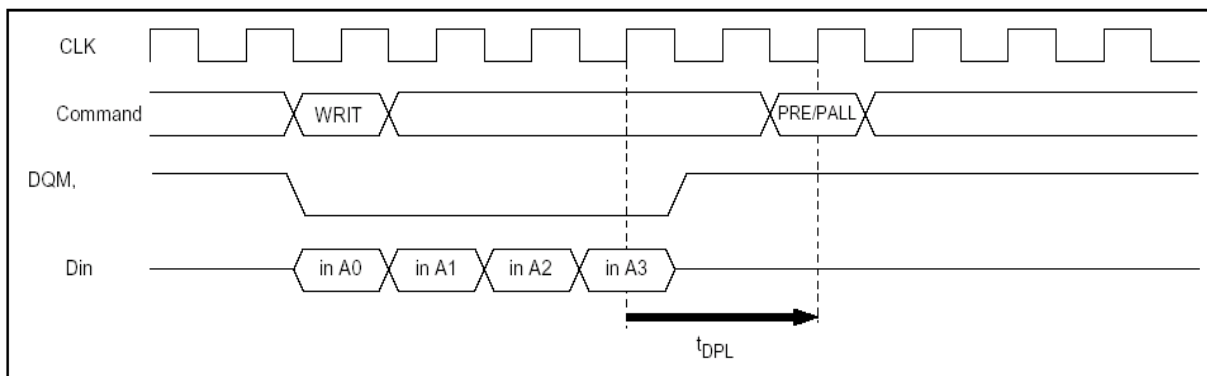 CLK
Command WRIT PRE/PALL
DQM,
Din in A0 in A1 in A2 in A3
tDPL